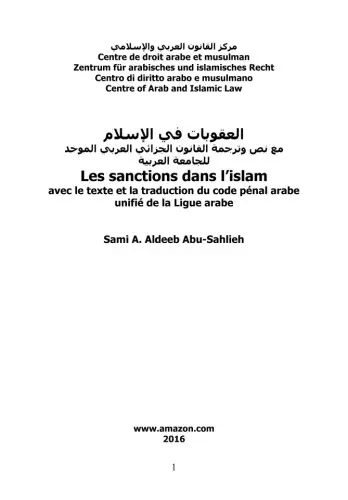 مركز القانون العربي والإسلامي
Centre de droit arabe et musulman
Zentrum für arabisches und islamisches Recht
Centro di diritto arabo e musulmano
Centre of Arab and Islamic Law
العقوبات في الإسلام
مع نص وترجمة القانون الجزائي العربي الموحد
للجامعة العربية
Les sanctions dans l’islam
avec le texte et la traduction du code pénal arabe
unifié de la Ligue arabe
Sami A. Aldeeb Abu-Sahlieh
www.amazon.com
2016
1